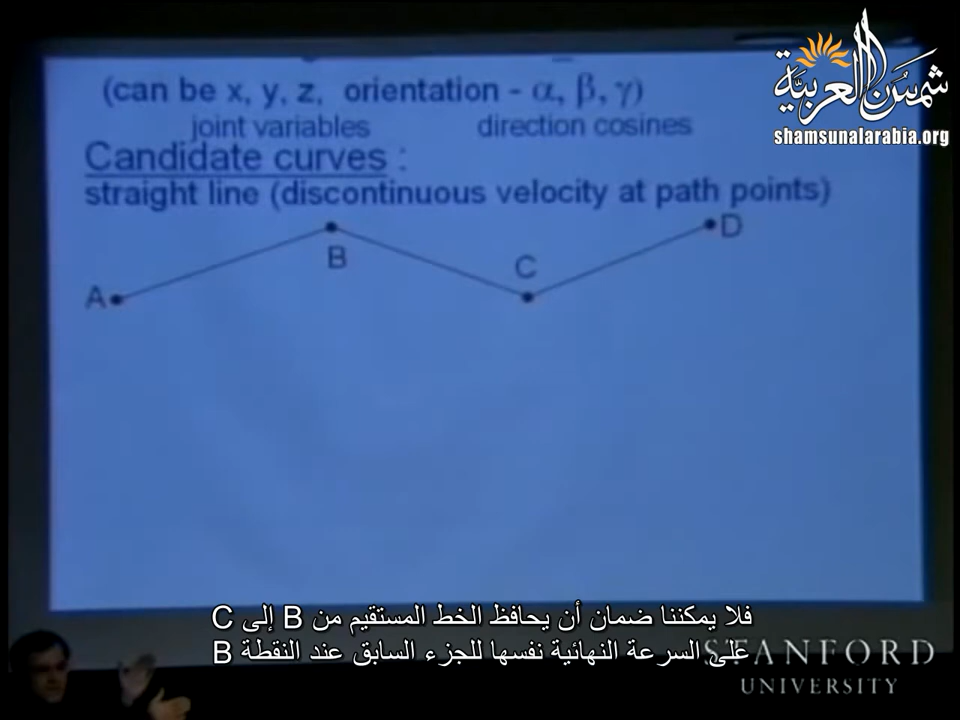 شمس العربية
shamsunalarabia.org
(can be x, y, z, orientation - α, β, γ)
joint variables direction cosines
Candidate curves :
straight line (discontinuous velocity at path points)
A B C D
فلا يمكننا ضمان أن يحافظ الخط المستقيم من B إلى C
على السرعة النهائية نفسها للجزء السابق عند النقطة B
STANFORD
UNIVERSITY